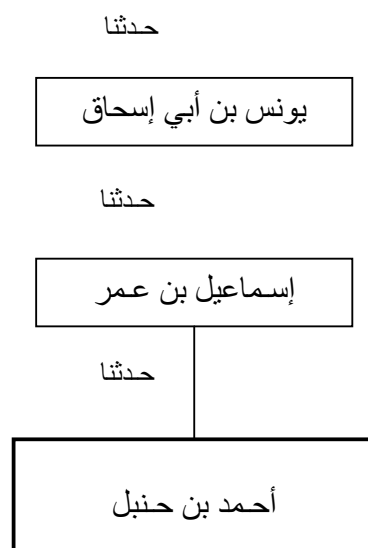 حدثنا
يونس بن أبي إسحاق
حدثنا
إسماعيل بن عمر
حدثنا
أحمد بن حنبل